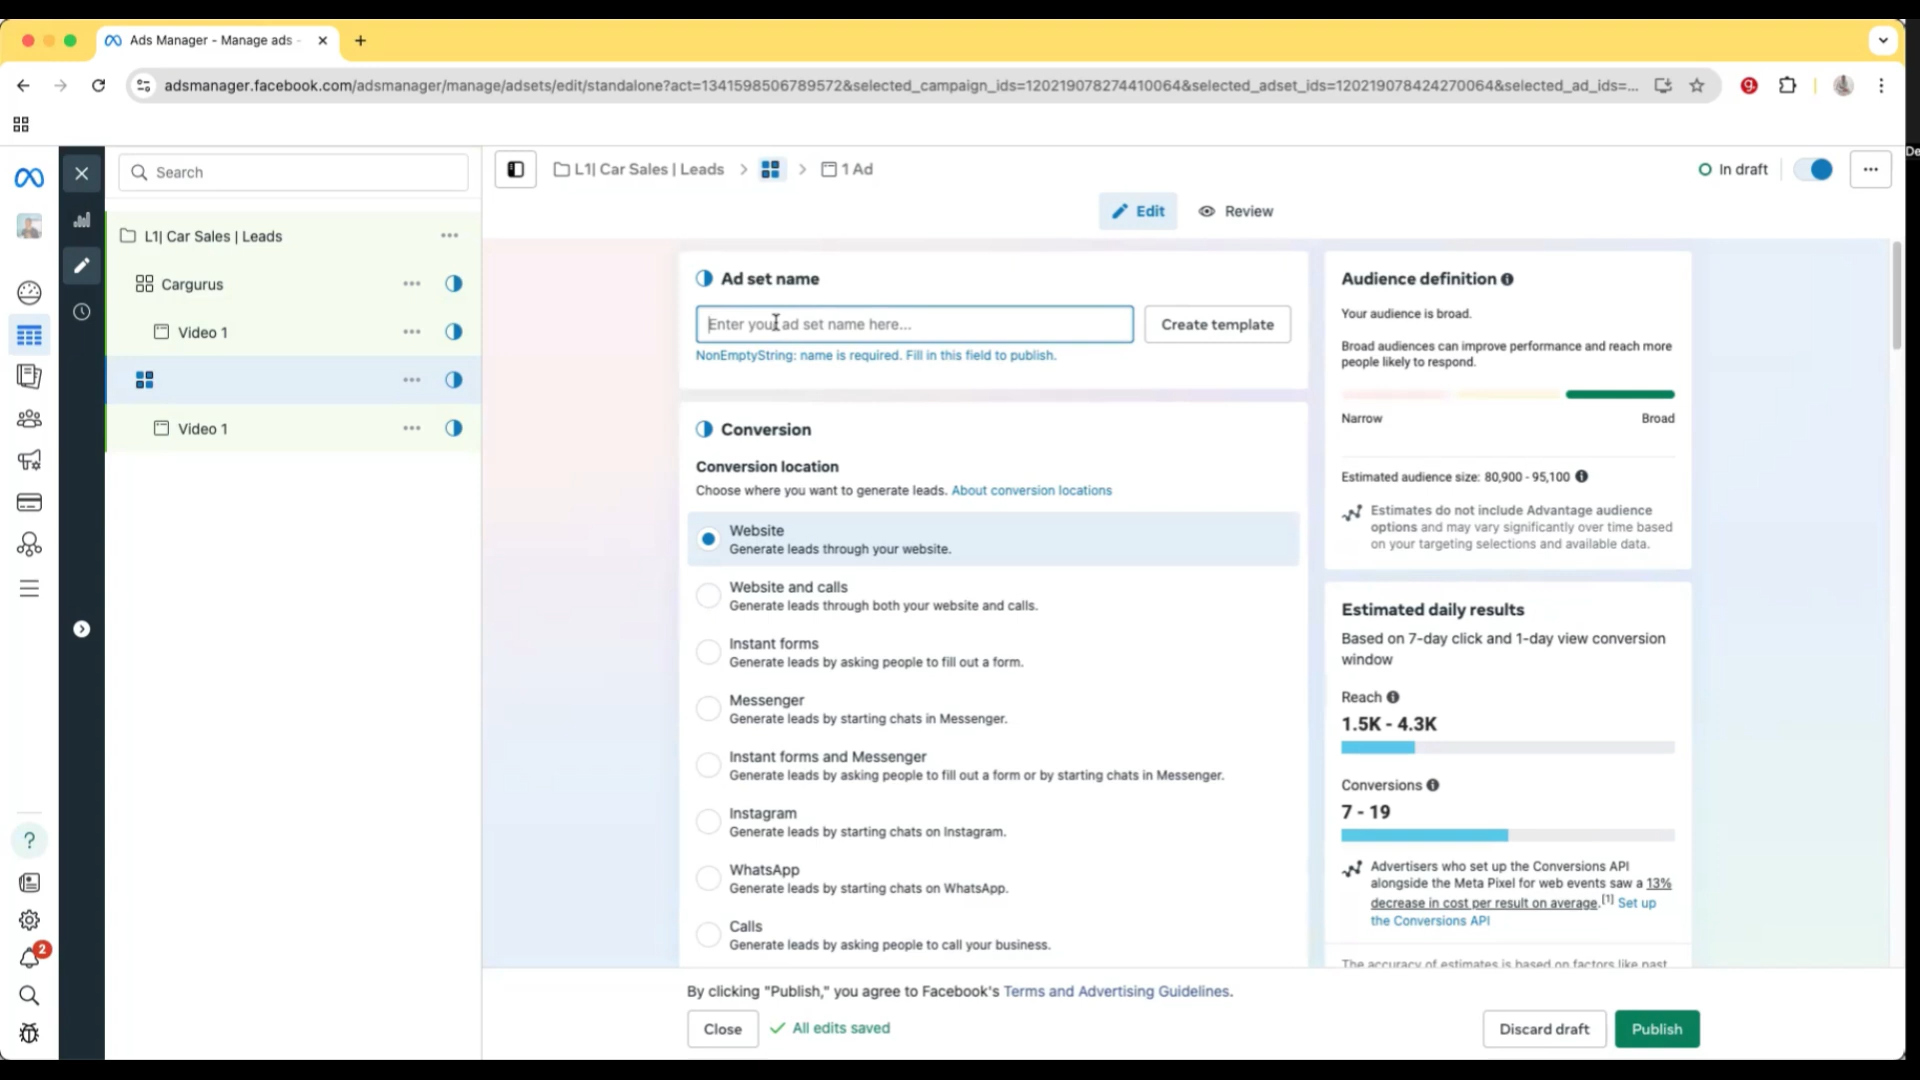 Ads Manager - Manage ads -
adsmanager.facebook.com/adsmanager/manage/adsets/edit/standalone?act=1341598506789572&selected_campaign_ids=120219078274410064&selected_adset_ids=120219078424270064&selected_ad_ids=...
De
Search
L1| Car Sales | Leads
1 Ad
In draft
Edit
Review
L1| Car Sales | Leads
Cargurus
Video 1
Video 1
Ad set name
Enter your ad set name here...
Create template
NonEmptyString: name is required. Fill in this field to publish.
Conversion
Conversion location
Choose where you want to generate leads. About conversion locations
Website
Generate leads through your website.
Website and calls
Generate leads through both your website and calls.
Instant forms
Generate leads by asking people to fill out a form.
Messenger
Generate leads by starting chats in Messenger.
Instant forms and Messenger
Generate leads by asking people to fill out a form or by starting chats in Messenger.
Instagram
Generate leads by starting chats on Instagram.
WhatsApp
Generate leads by starting chats on WhatsApp.
Calls
Generate leads by asking people to call your business.
Audience definition
Your audience is broad.
Broad audiences can improve performance and reach more
people likely to respond.
Narrow
Broad
Estimated audience size: 80,900 - 95,100
Estimates do not include Advantage audience
options and may vary significantly over time based
on your targeting selections and available data.
Estimated daily results
Based on 7-day click and 1-day view conversion
window
Reach
1.5K - 4.3K
Conversions
7 - 19
Advertisers who set up the Conversions API
alongside the Meta Pixel for web events saw a 13%
decrease in cost per result on average.[1] Set up
the Conversions API
The accuracy of estimates is based on factors like past
2
By clicking "Publish," you agree to Facebook's Terms and Advertising Guidelines.
Close
All edits saved
Discard draft
Publish